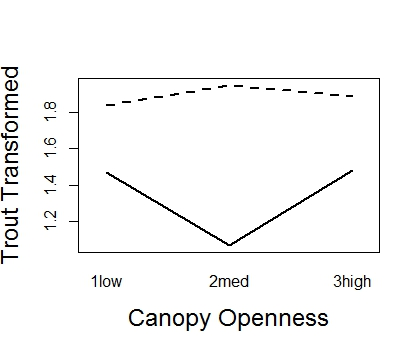 Trout Transformed
1.8
1.6
1.4
1.2
1low 2med 3high
Canopy Openness